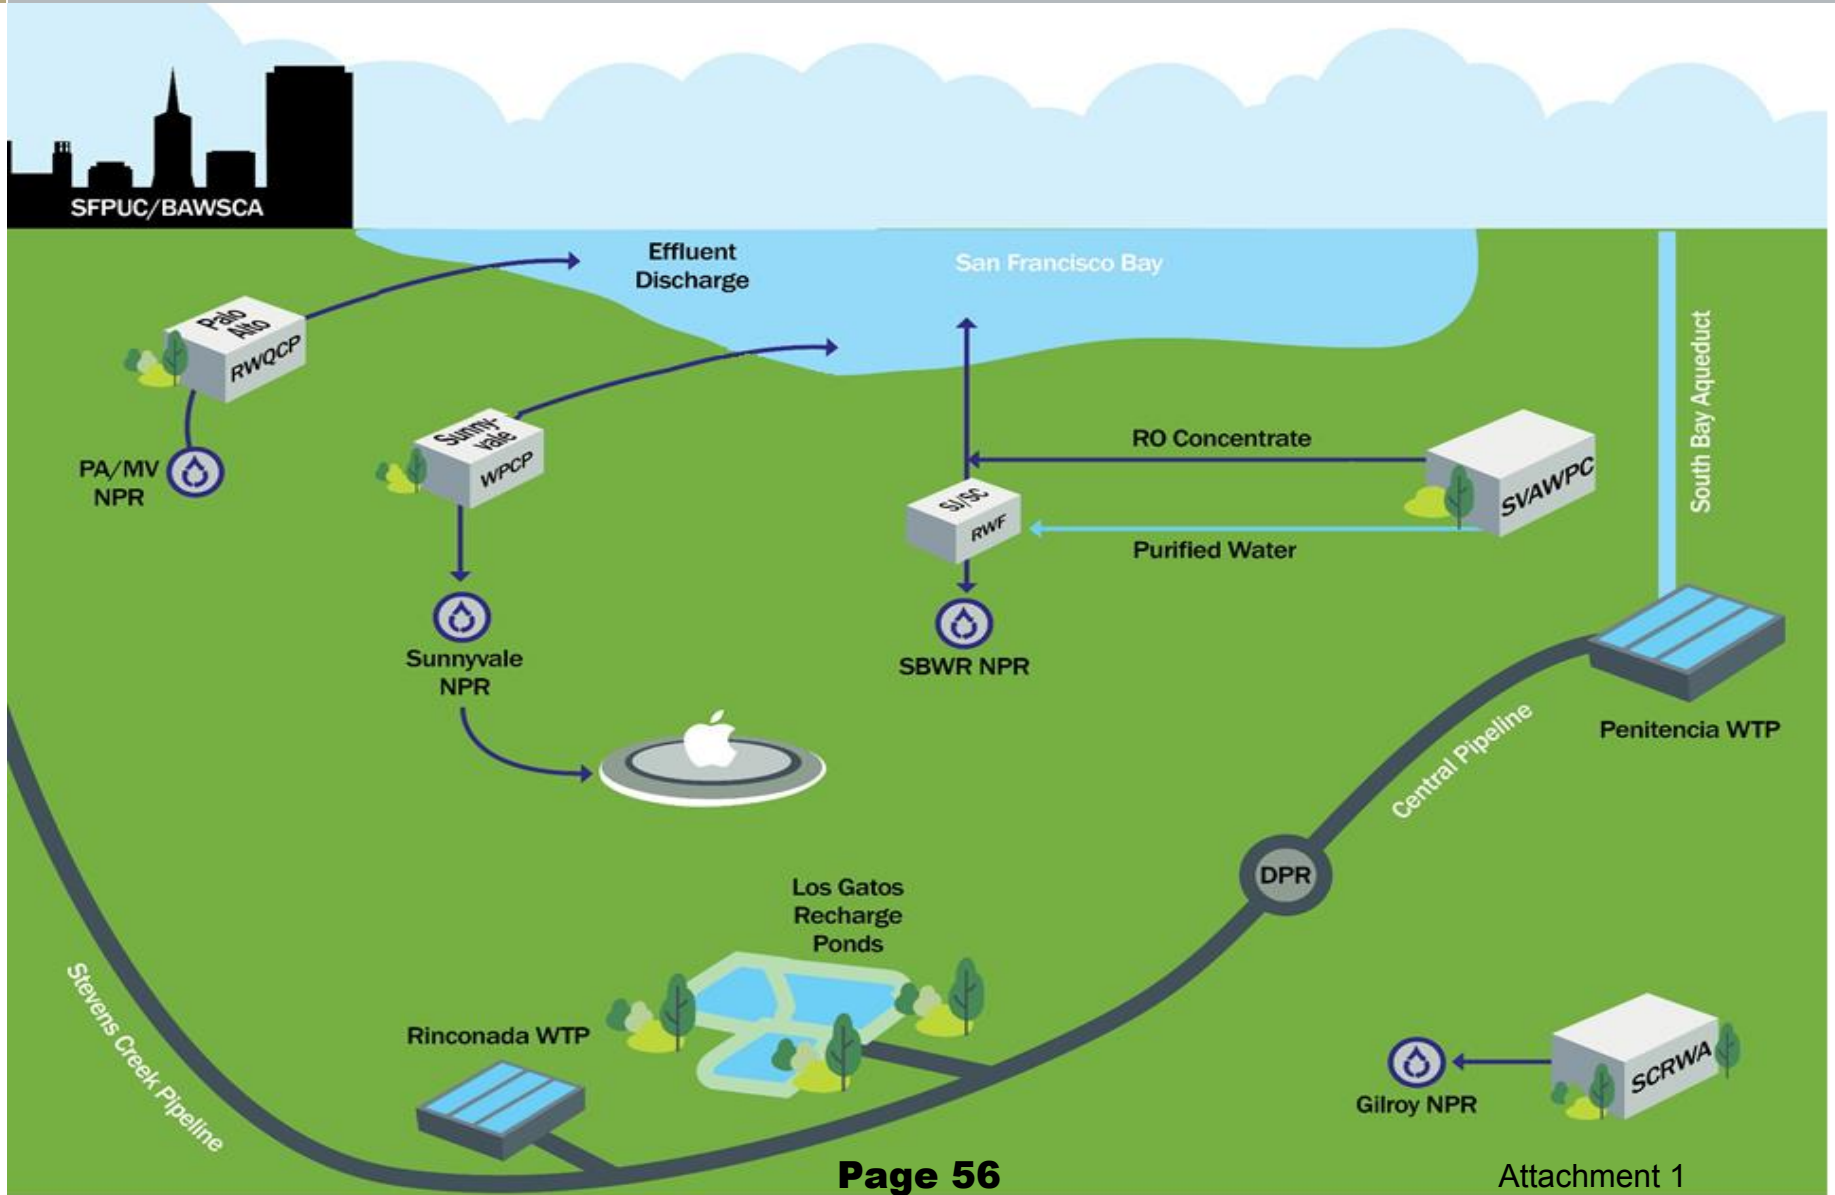 SFPUC/BAWSCA
Effluent
Discharge
San Francisco Bay
Palo
Alto
RWQCP
PA/MV
NPR
Sunny-
vale
WPCP
Sunnyvale
NPR
RO Concentrate
SJ/SC
RWF
Purified Water
SVAWPC
SBWR NPR
South Bay Aqueduct
Penitencia WTP
Central Pipeline
DPR
Los Gatos
Recharge
Ponds
Rinconada WTP
Stevens Creek Pipeline
SCRWA
Gilroy NPR
Page 56
Attachment 1